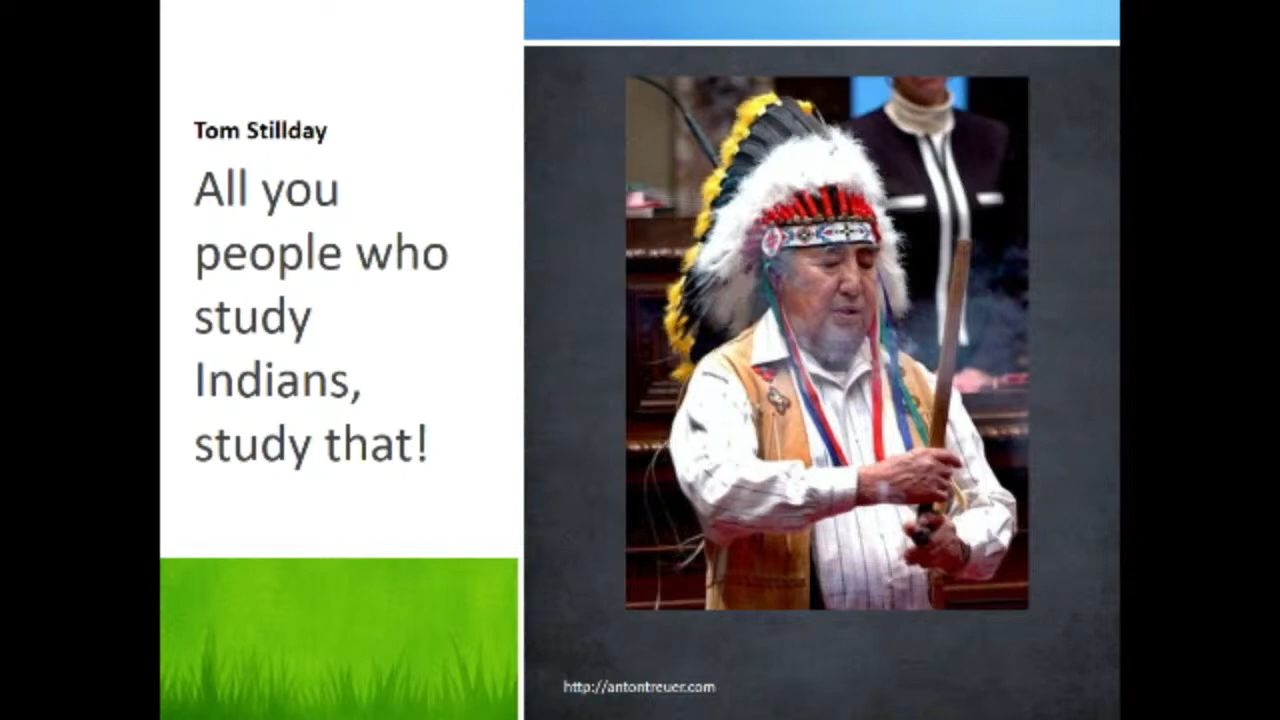 Tom Stillday
All you
people who
study
Indians,
study that!
http://antontreuer.com